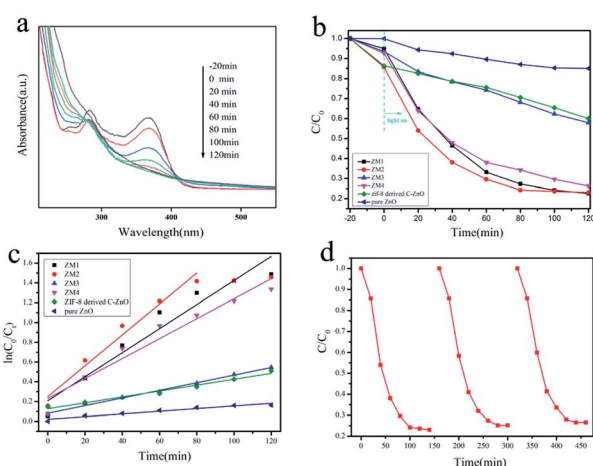 a
Absorbance(a.u.)
-20min
0 min
20 min
40 min
60 min
80 min
100min
120min
300 400 500
Wavelength(nm)
b
C/C0
1.0
0.9
0.8
0.7
0.6
0.5
0.4
0.3
0.2
light on
ZM1
ZM2
ZM3
ZM4
zif-8 derived C-ZnO
pure ZnO
-20 0 20 40 60 80 100 120
Time(min)
c
ln(C0/Ct)
1.6
1.4
1.2
1.0
0.8
0.6
0.4
0.2
0.0
ZM1
ZM2
ZM3
ZM4
ZIF-8 derived C-ZnO
pure ZnO
0 20 40 60 80 100 120
Time(min)
d
C/C0
1.0
0.9
0.8
0.7
0.6
0.5
0.4
0.3
0.2
0 50 100 150 200 250 300 350 400 450
Time(min)